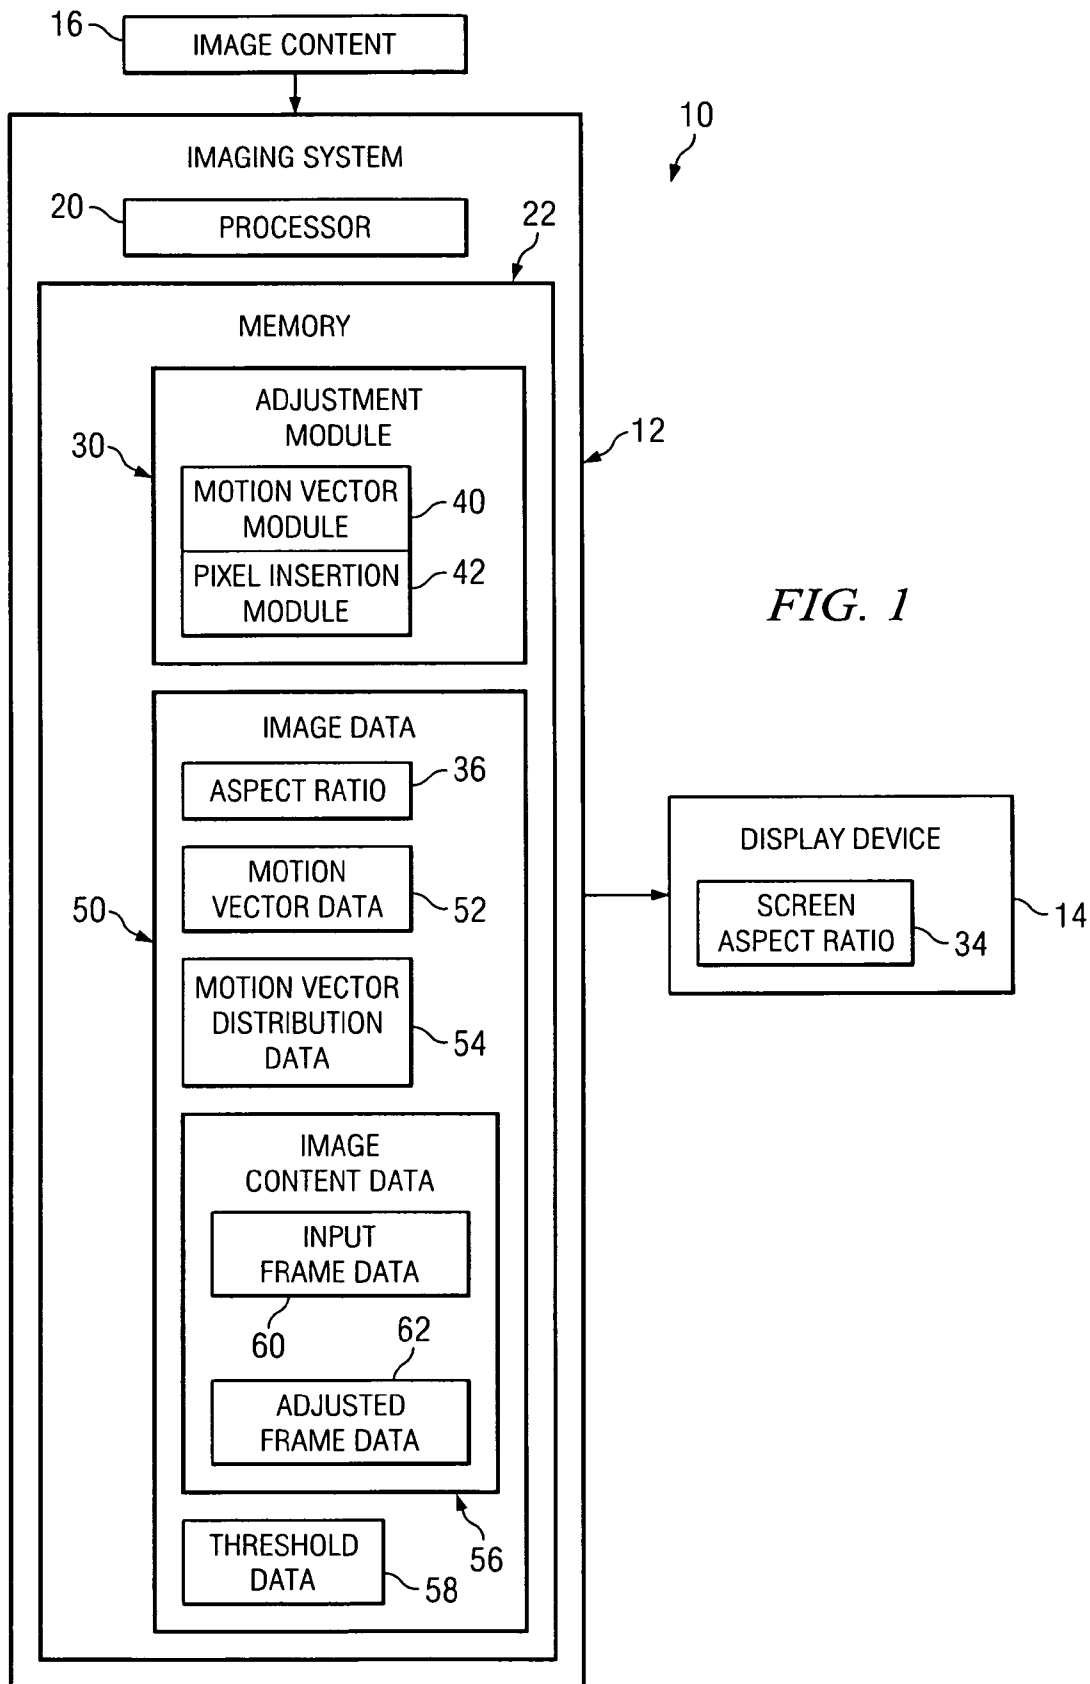 16
IMAGE CONTENT
10
IMAGING SYSTEM
20
PROCESSOR
22
MEMORY
ADJUSTMENT
MODULE
30
12
MOTION VECTOR
MODULE
40
PIXEL INSERTION
MODULE
42
FIG. 1
IMAGE DATA
36
ASPECT RATIO
MOTION
VECTOR DATA
52
50
DISPLAY DEVICE
SCREEN
ASPECT RATIO
34
14
MOTION VECTOR
DISTRIBUTION
DATA
54
IMAGE
CONTENT DATA
INPUT
FRAME DATA
60
62
ADJUSTED
FRAME DATA
56
THRESHOLD
DATA
58